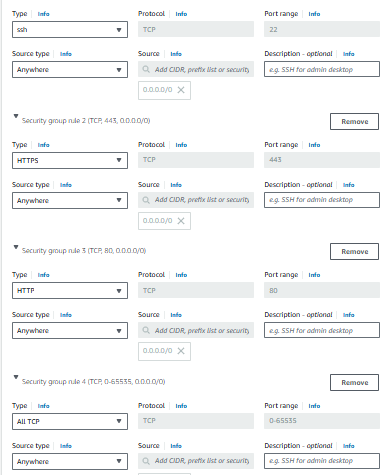 Type Info Protocol Info Port range Info
ssh TCP 22
Source type Info Source Info Description - optional Info
Anywhere Add CIDR, prefix list or security e.g. SSH for admin desktop
0.0.0.0/0
Security group rule 2 (TCP, 443, 0.0.0.0/0) Remove
Type Info Protocol Info Port range Info
HTTPS TCP 443
Source type Info Source Info Description - optional Info
Anywhere Add CIDR, prefix list or security e.g. SSH for admin desktop
0.0.0.0/0
Security group rule 3 (TCP, 80, 0.0.0.0/0) Remove
Type Info Protocol Info Port range Info
HTTP TCP 80
Source type Info Source Info Description - optional Info
Anywhere Add CIDR, prefix list or security e.g. SSH for admin desktop
0.0.0.0/0
Security group rule 4 (TCP, 0-65535, 0.0.0.0/0) Remove
Type Info Protocol Info Port range Info
All TCP TCP 0-65535
Source type Info Source Info Description - optional Info
Anywhere Add CIDR, prefix list or security e.g. SSH for admin desktop